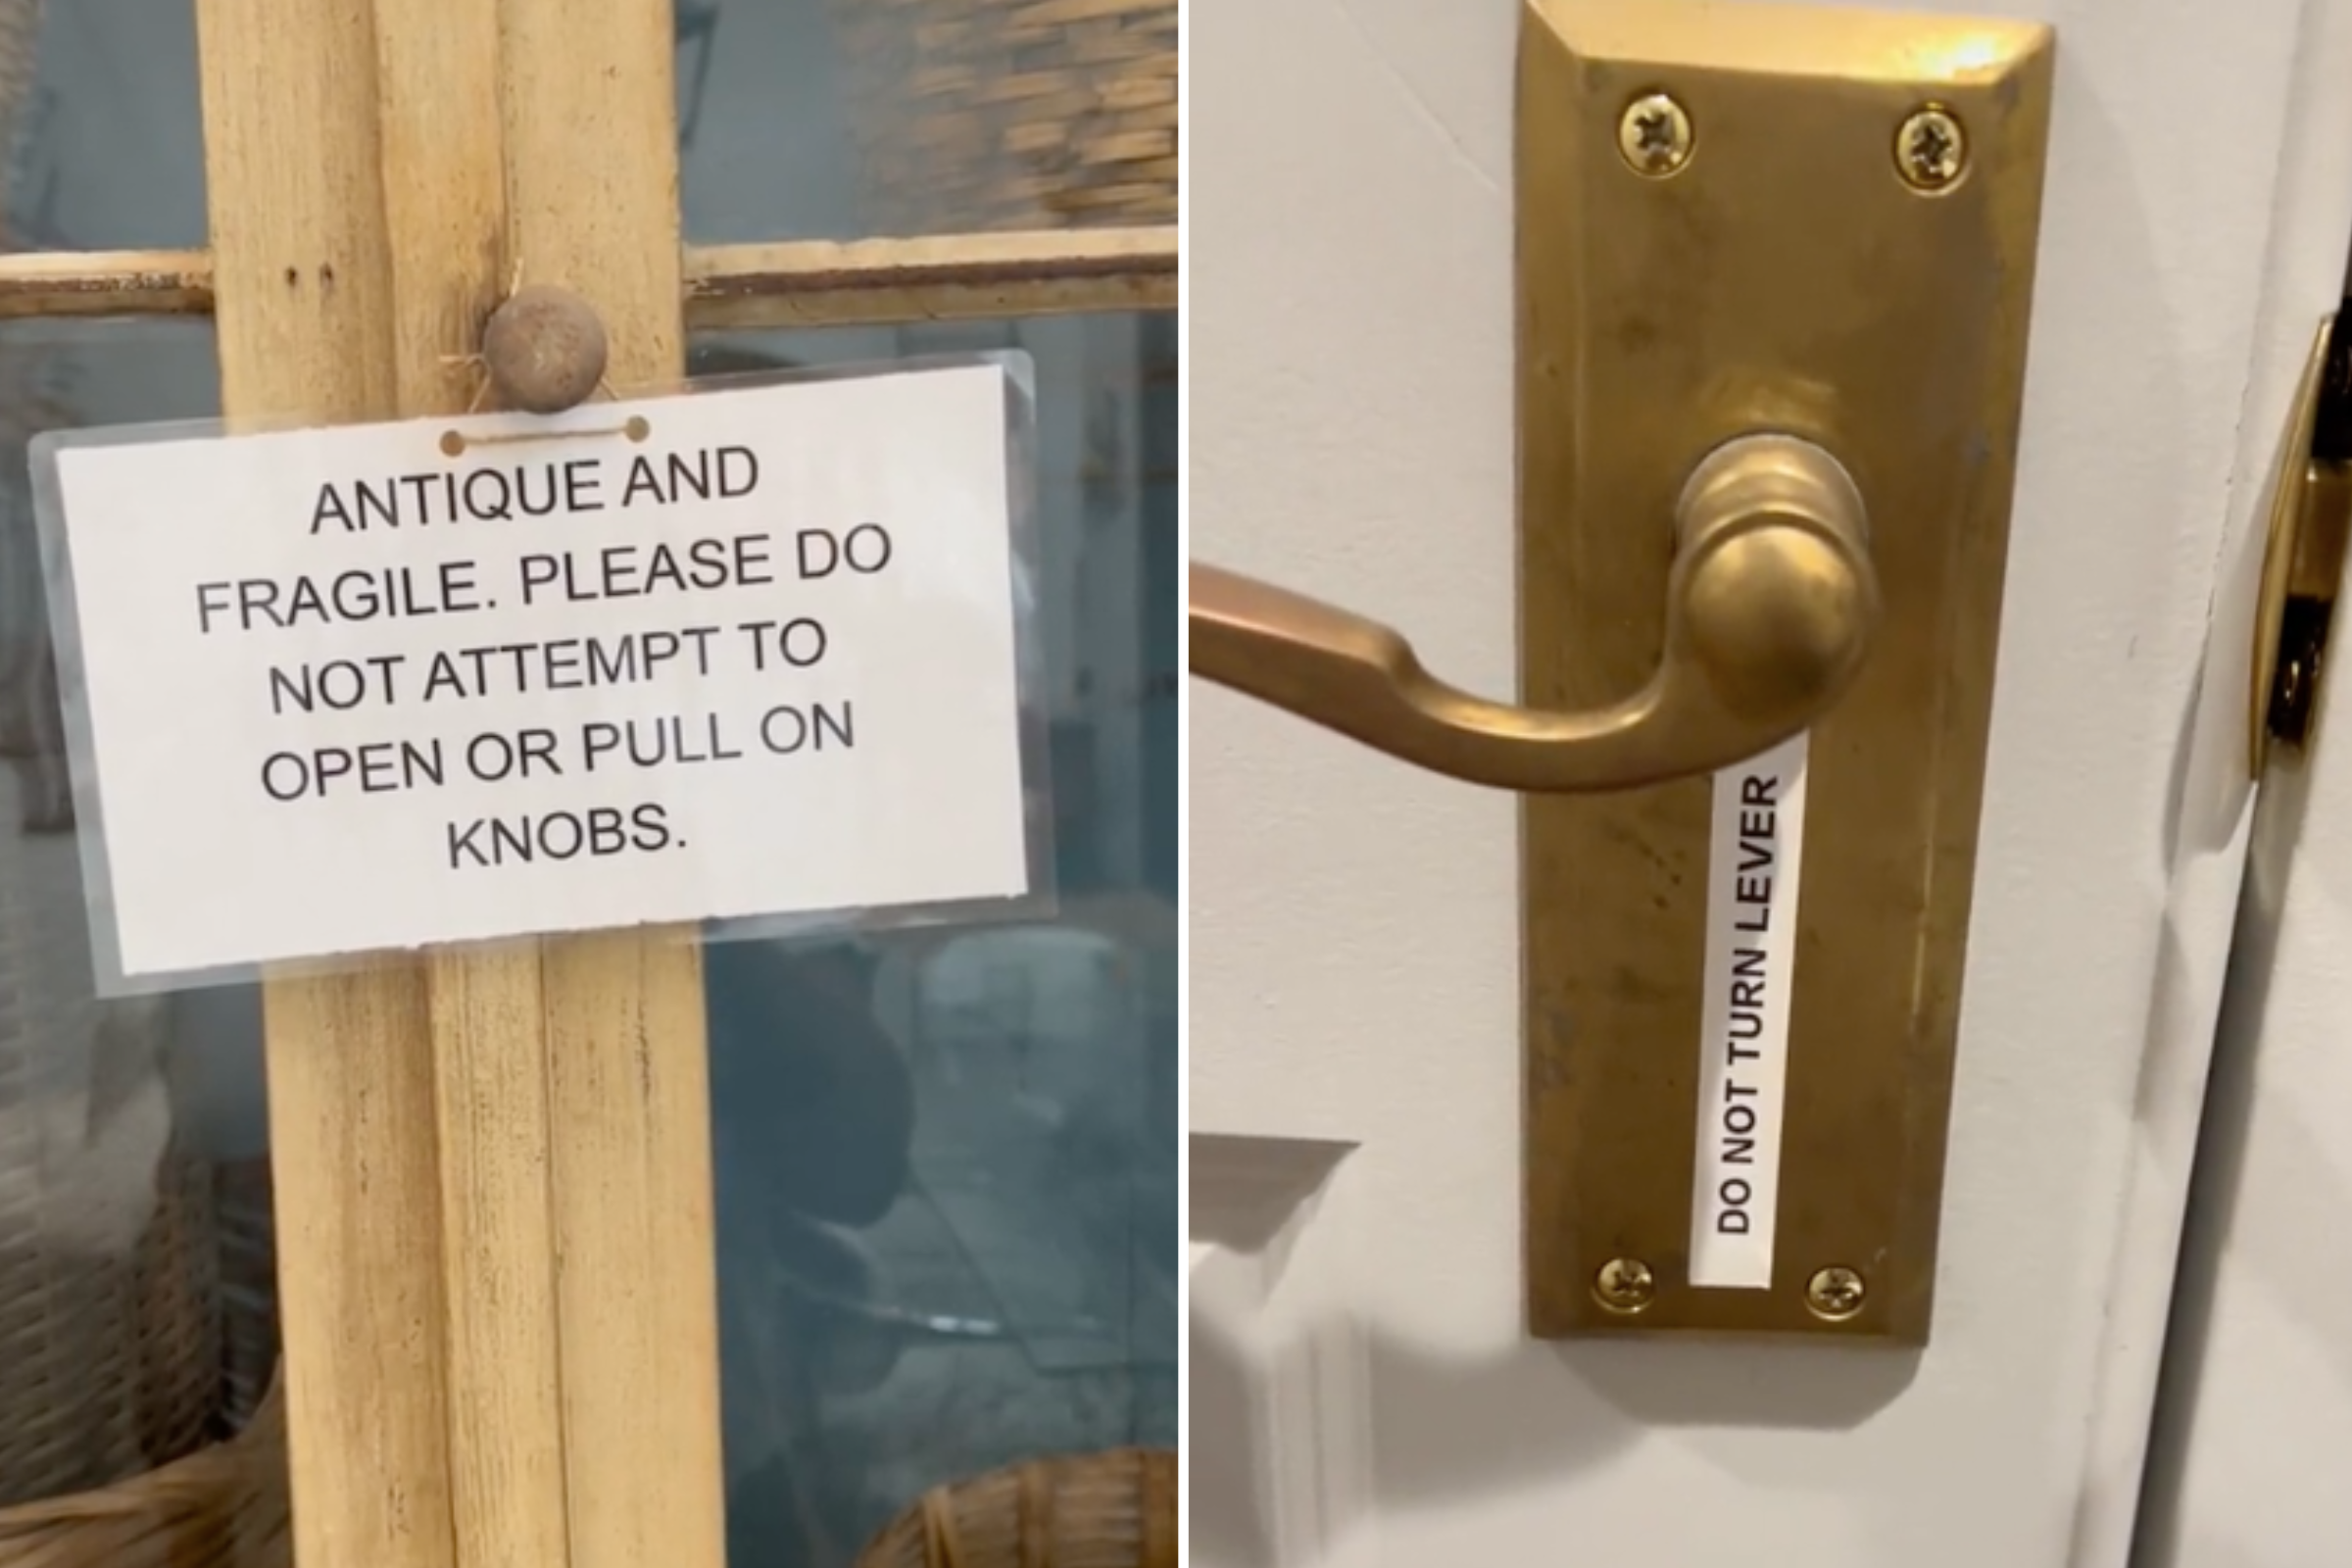 ANTIQUE AND
FRAGILE. PLEASE DO
NOT ATTEMPT TO
OPEN OR PULL ON
KNOBS.
DO NOT TURN LEVER